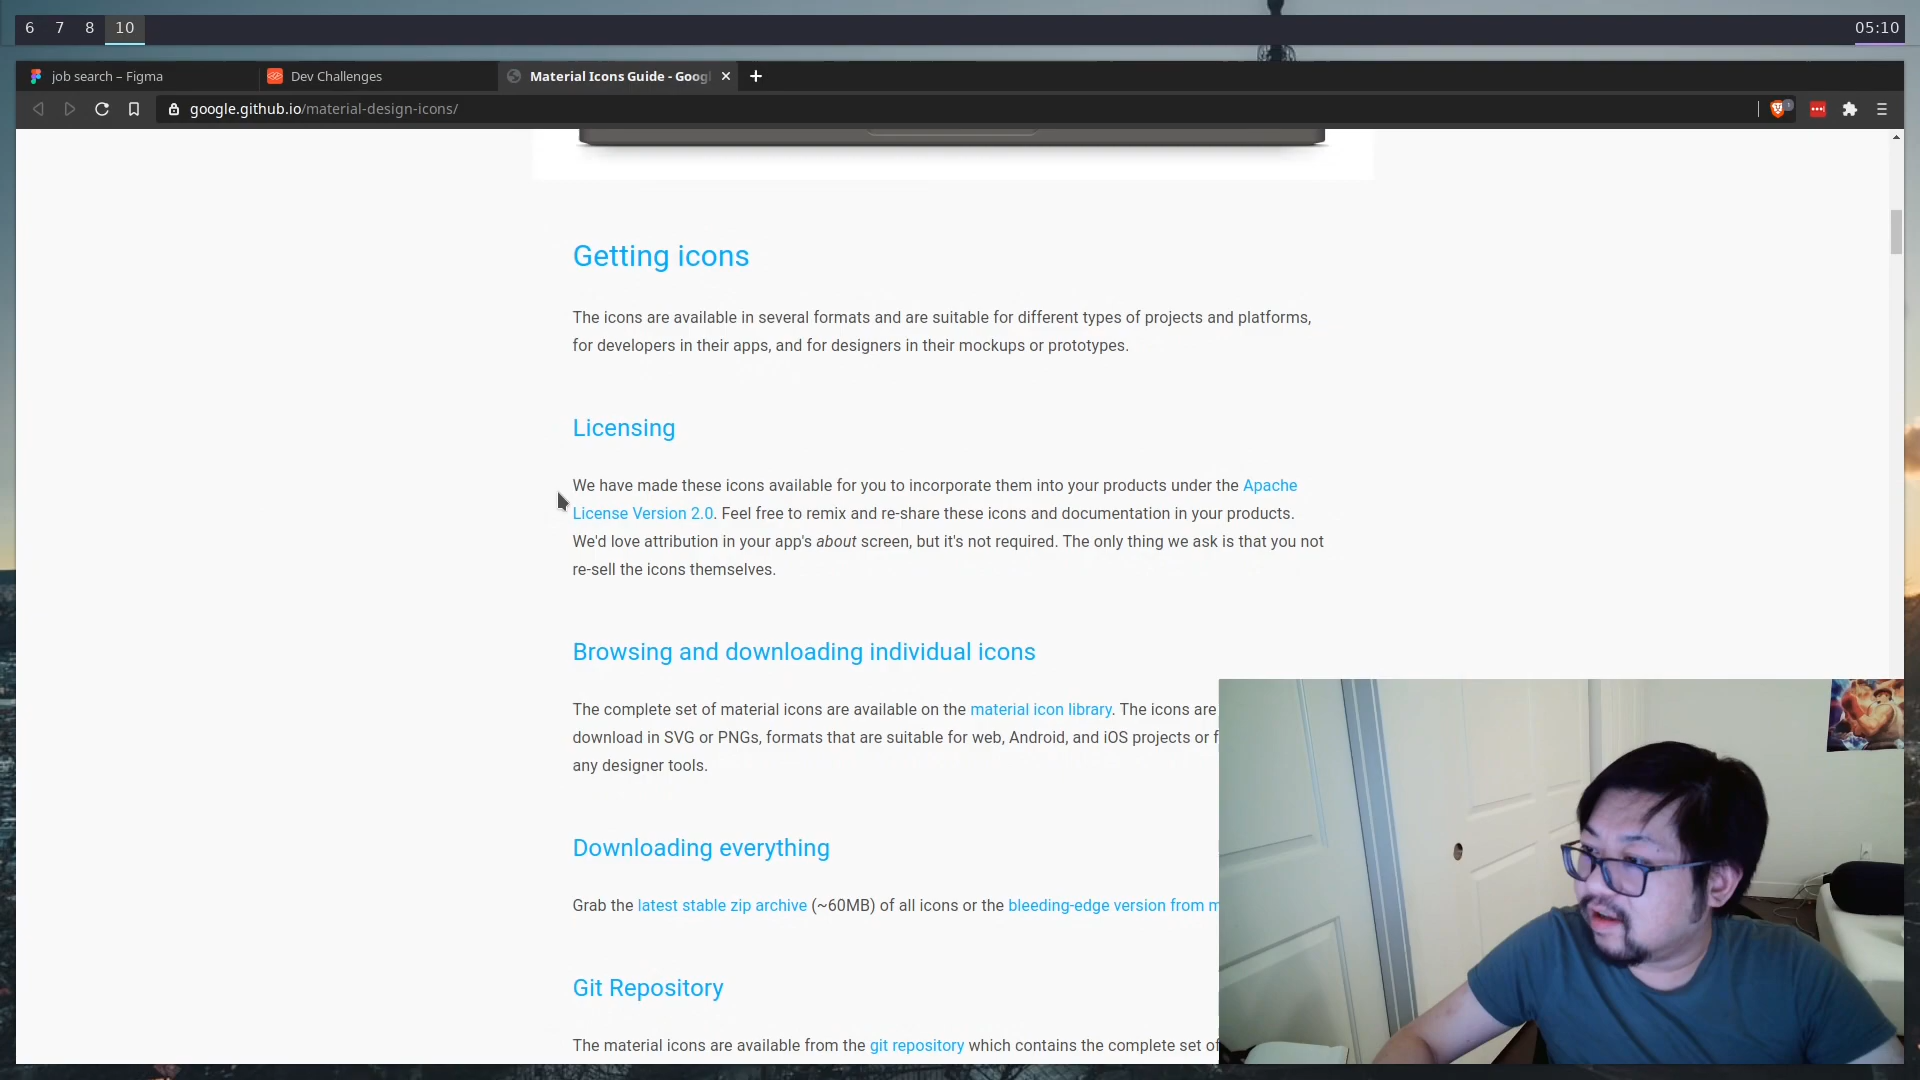 6 7 8 10 05:10
job search – Figma Dev Challenges Material Icons Guide - Goog
google.github.io/material-design-icons/
Getting icons
The icons are available in several formats and are suitable for different types of projects and platforms,
for developers in their apps, and for designers in their mockups or prototypes.
Licensing
We have made these icons available for you to incorporate them into your products under the Apache
License Version 2.0. Feel free to remix and re-share these icons and documentation in your products.
We'd love attribution in your app's about screen, but it's not required. The only thing we ask is that you not
re-sell the icons themselves.
Browsing and downloading individual icons
The complete set of material icons are available on the material icon library. The icons are
download in SVG or PNGs, formats that are suitable for web, Android, and iOS projects or f
any designer tools.
Downloading everything
Grab the latest stable zip archive (~60MB) of all icons or the bleeding-edge version from m
Git Repository
The material icons are available from the git repository which contains the complete set of